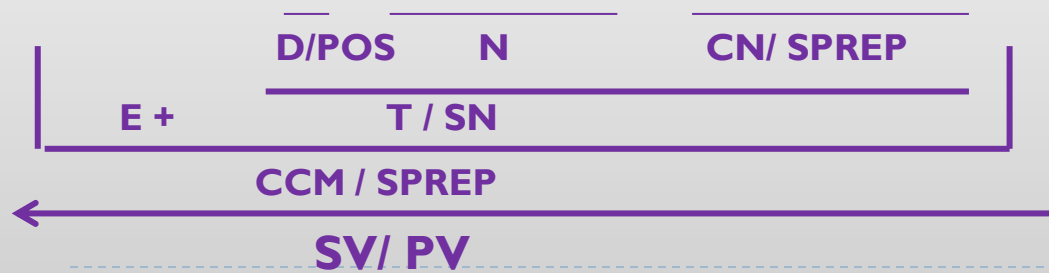 D/POS N CN/ SPREP
E + T / SN
CCM / SPREP
SV/ PV